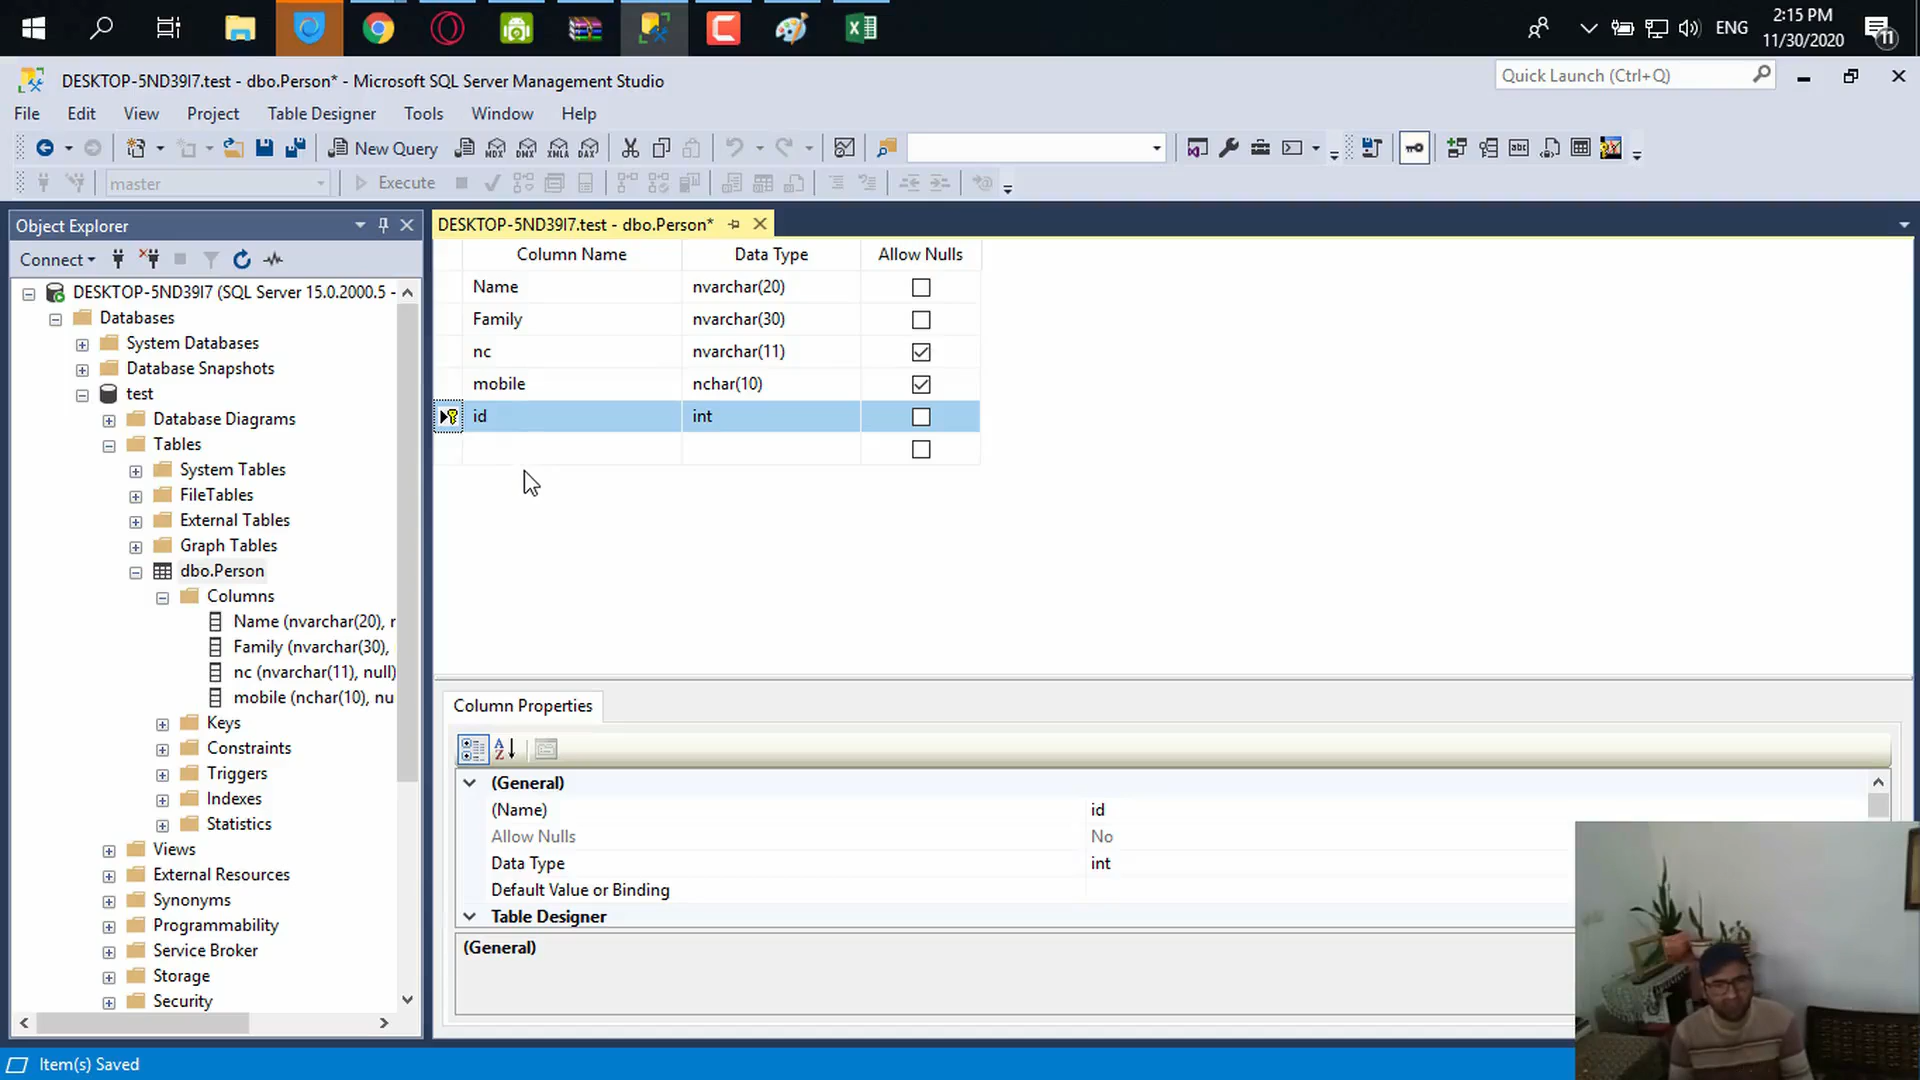 ENG
2:15 PM
11/30/2020
11
DESKTOP-5ND39I7.test - dbo.Person* - Microsoft SQL Server Management Studio
Quick Launch (Ctrl+Q)
File Edit View Project Table Designer Tools Window Help
New Query
MDX DMX XMLA DAX
master
Execute
Object Explorer
DESKTOP-5ND39I7.test - dbo.Person*
Connect
Column Name Data Type Allow Nulls
Name nvarchar(20)
Family nvarchar(30)
nc nvarchar(11)
mobile nchar(10)
id int
DESKTOP-5ND39I7 (SQL Server 15.0.2000.5 -
Databases
System Databases
Database Snapshots
test
Database Diagrams
Tables
System Tables
FileTables
External Tables
Graph Tables
dbo.Person
Columns
Name (nvarchar(20), r
Family (nvarchar(30),
nc (nvarchar(11), null)
mobile (nchar(10), nu
Keys
Constraints
Triggers
Indexes
Statistics
Views
External Resources
Synonyms
Programmability
Service Broker
Storage
Security
Column Properties
(General)
(Name) id
Allow Nulls No
Data Type int
Default Value or Binding
Table Designer
(General)
Item(s) Saved